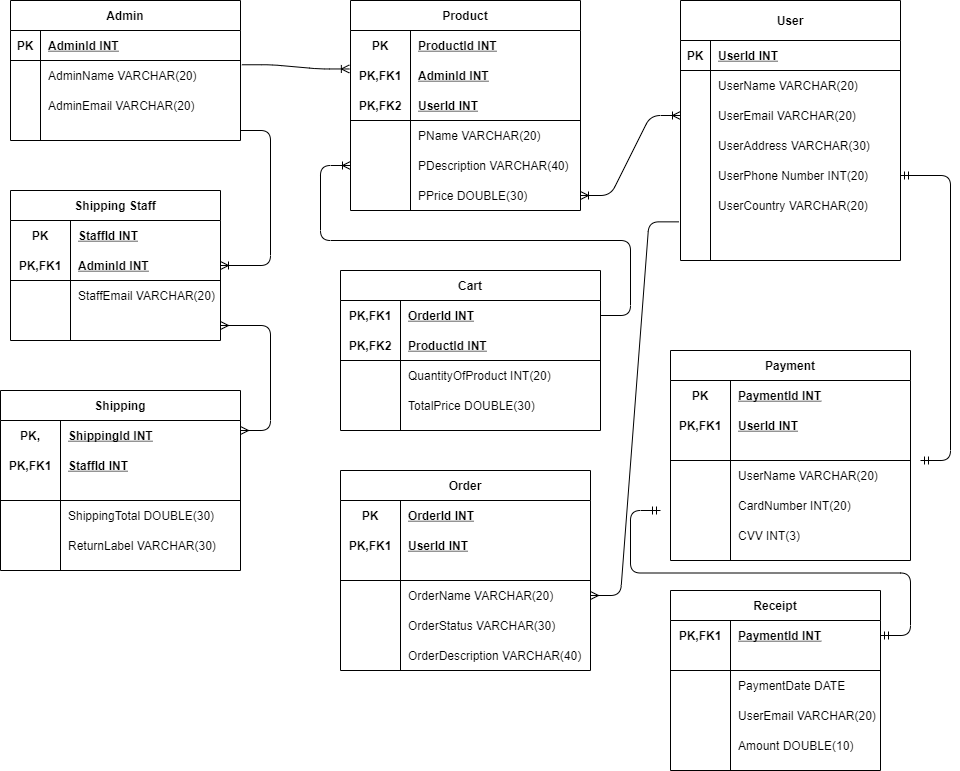 Admin
PK AdminId INT
AdminName VARCHAR(20)
AdminEmail VARCHAR(20)
Product
PK ProductId INT
PK,FK1 AdminId INT
PK,FK2 UserId INT
PName VARCHAR(20)
PDescription VARCHAR(40)
PPrice DOUBLE(30)
User
PK UserId INT
UserName VARCHAR(20)
UserEmail VARCHAR(20)
UserAddress VARCHAR(30)
UserPhone Number INT(20)
UserCountry VARCHAR(20)
Shipping Staff
PK StaffId INT
PK,FK1 AdminId INT
StaffEmail VARCHAR(20)
Cart
PK,FK1 OrderId INT
PK,FK2 ProductId INT
QuantityOfProduct INT(20)
TotalPrice DOUBLE(30)
Payment
PK PaymentId INT
PK,FK1 UserId INT
UserName VARCHAR(20)
CardNumber INT(20)
CVV INT(3)
Shipping
PK, ShippingId INT
PK,FK1 StaffId INT
ShippingTotal DOUBLE(30)
ReturnLabel VARCHAR(30)
Order
PK OrderId INT
PK,FK1 UserId INT
OrderName VARCHAR(20)
OrderStatus VARCHAR(30)
OrderDescription VARCHAR(40)
Receipt
PK,FK1 PaymentId INT
PaymentDate DATE
UserEmail VARCHAR(20)
Amount DOUBLE(10)